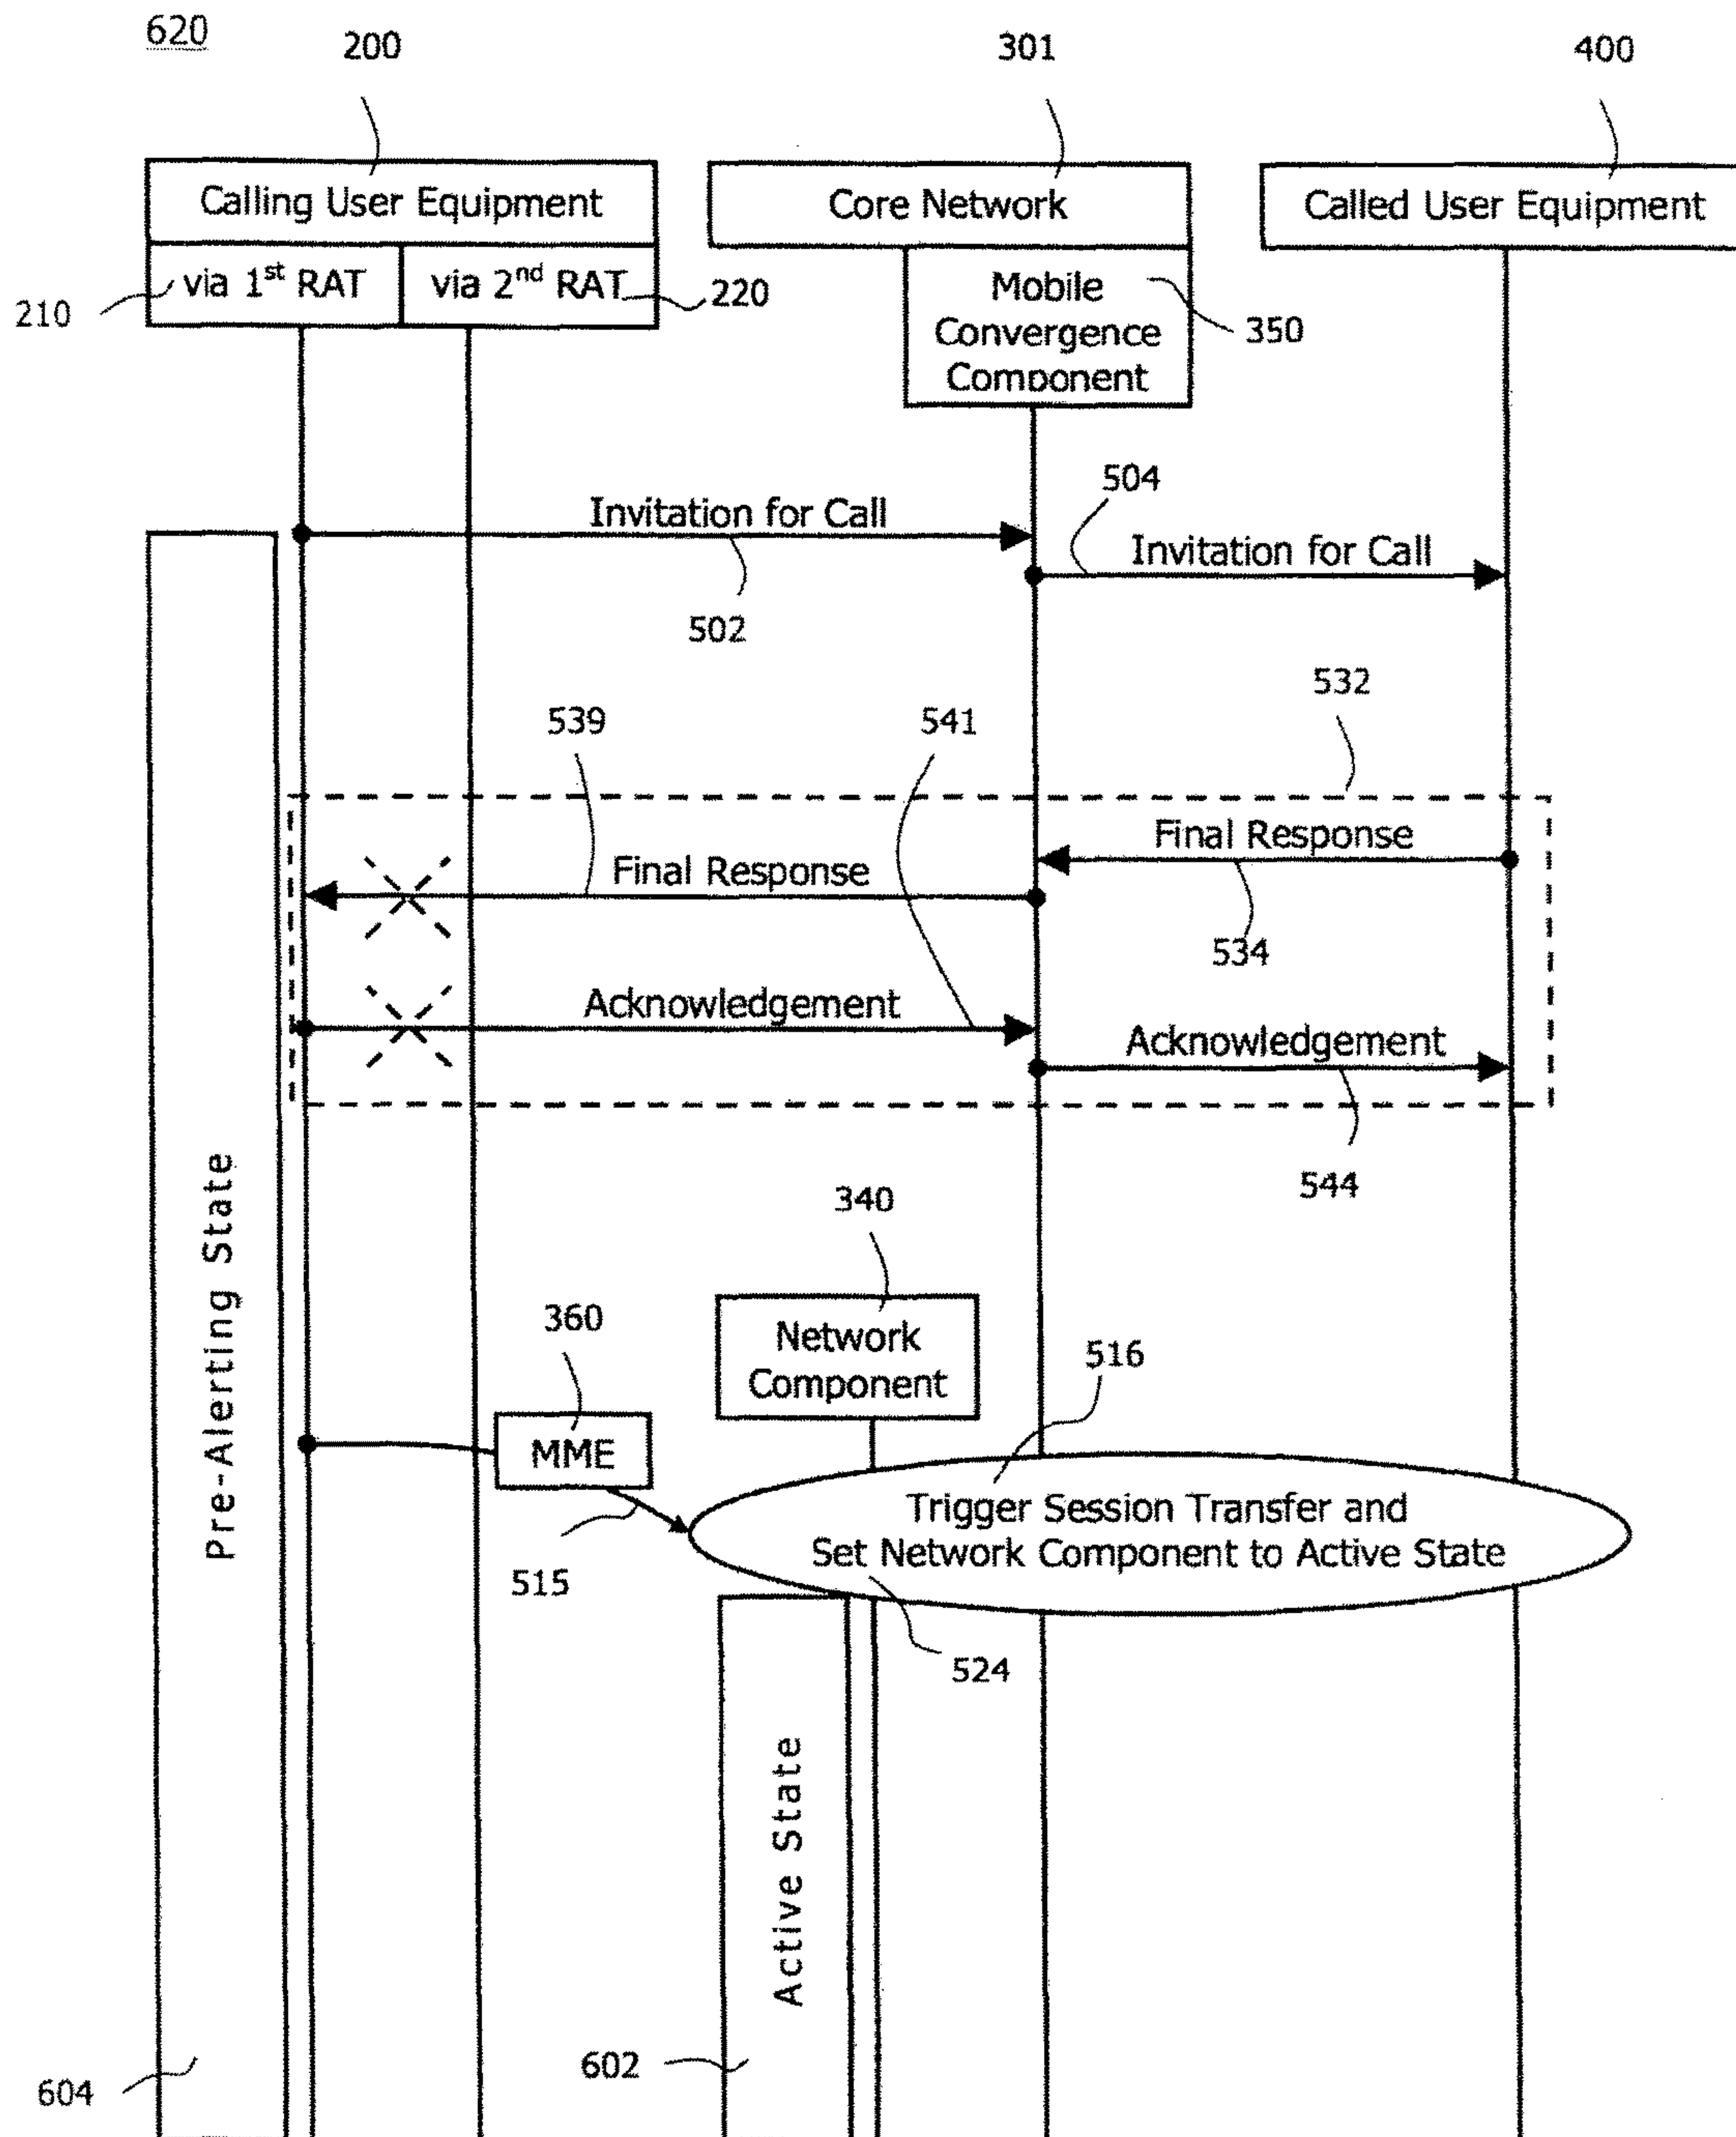 620
200
301
400
Calling User Equipment
Core Network
Called User Equipment
via 1st RAT
via 2nd RAT
210
220
Mobile
Convergence
Component
350
Invitation for Call
504
Invitation for Call
502
532
539
541
Final Response
Final Response
534
Acknowledgement
Acknowledgement
544
340
Network
Component
360
MME
516
Trigger Session Transfer and
Set Network Component to Active State
515
524
Pre-Alerting State
Active State
602
604